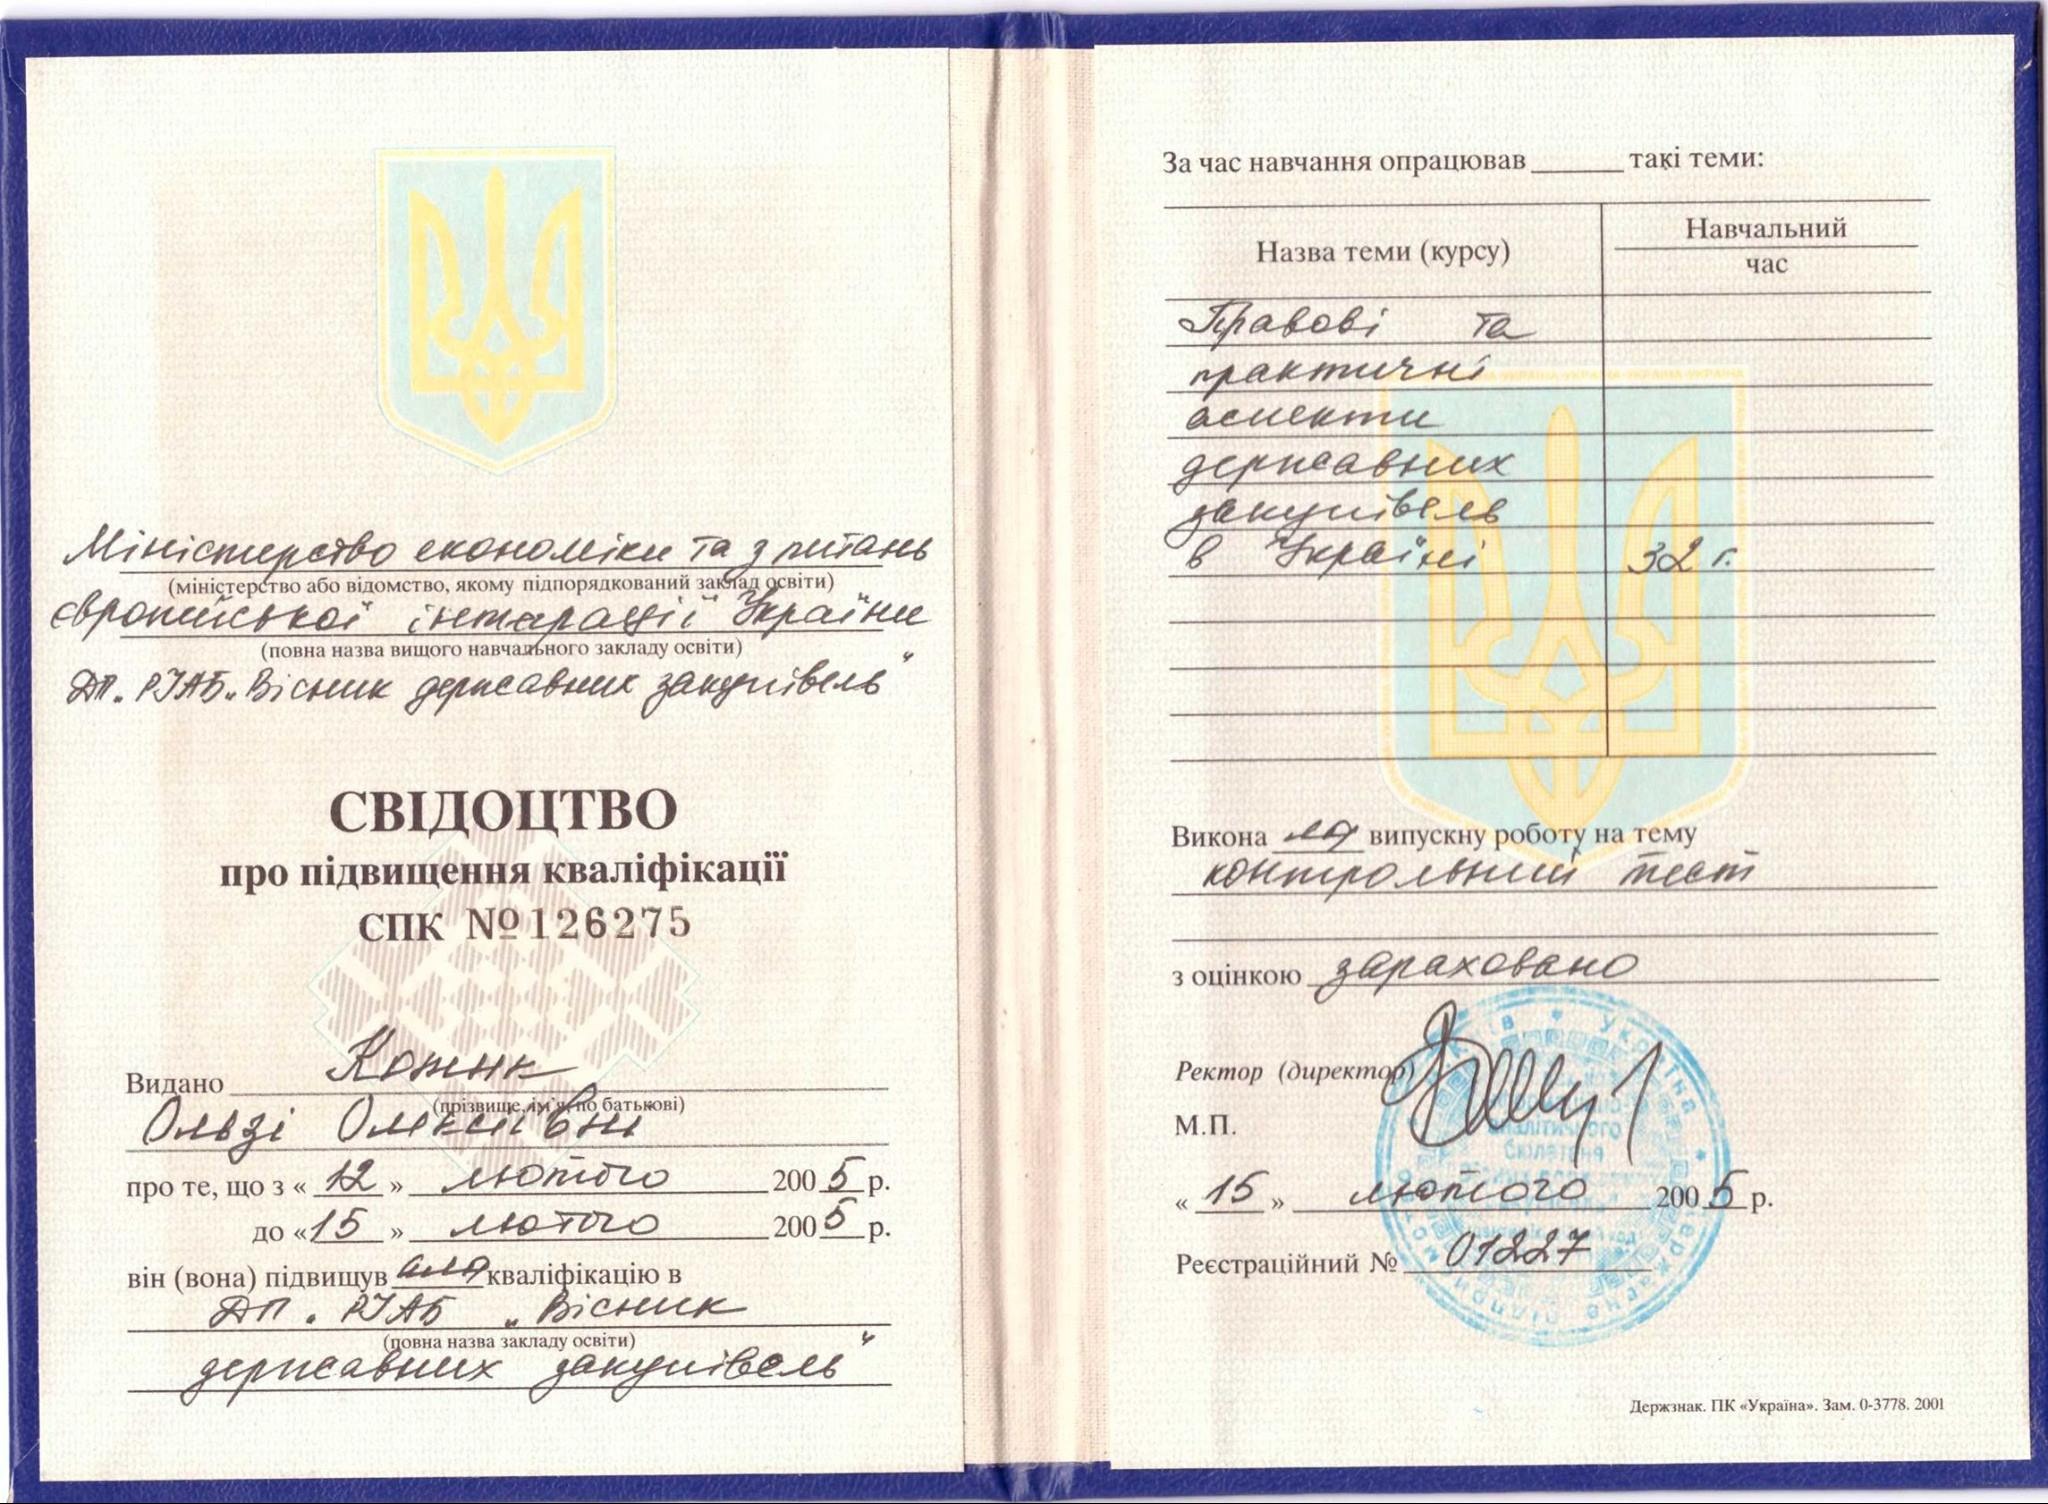 Міністерство економіки та з питань
(міністерство або відомство, якому підпорядкований заклад освіти)
європейської інтеграції України
(повна назва вищого навчального закладу освіти)
ДП „РІАБ „Вісник державних закупівель"
СВІДОЦТВО
про підвищення кваліфікації
СПК №126275
Видано
(прізвище, ім'я, по батькові)
Ользі Олексіївні
про те, що з « 12 » лютого 2005 р.
до «15 » лютого 2005 р.
він (вона) підвищув ала кваліфікацію в
ДП „РІАБ „Вісник
(повна назва закладу освіти)
державних закупівель"
За час навчання опрацював ______ такі теми:
Назва теми (курсу)
Навчальний
час
Правові та
практичні
аспекти
державних
закупівель
в Україні 32 г.
Викона ла випускну роботу на тему
контрольний тест
з оцінкою зараховано
Ректор (директор)
М.П.
« 15 » лютого 2005 р.
Реєстраційний № 01227
Держзнак. ПК «Україна». Зам. 0-3778. 2001